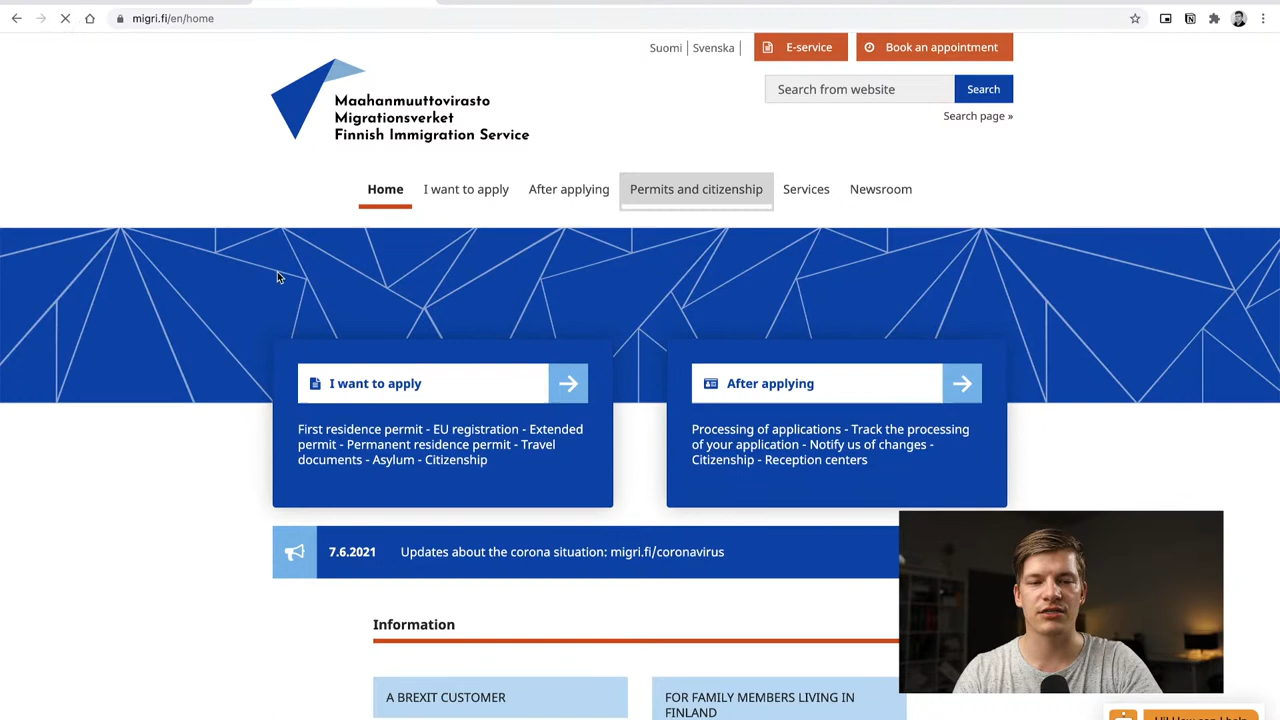 migri.fi/en/home
Suomi
Svenska
E-service
Book an appointment
Search from website
Search
Search page »
Maahanmuuttovirasto
Migrationsverket
Finnish Immigration Service
Home
I want to apply
After applying
Permits and citizenship
Services
Newsroom
I want to apply
First residence permit - EU registration - Extended
permit - Permanent residence permit - Travel
documents - Asylum - Citizenship
After applying
Processing of applications - Track the processing
of your application - Notify us of changes -
Citizenship - Reception centers
7.6.2021
Updates about the corona situation: migri.fi/coronavirus
Information
A BREXIT CUSTOMER
FOR FAMILY MEMBERS LIVING IN
FINLAND